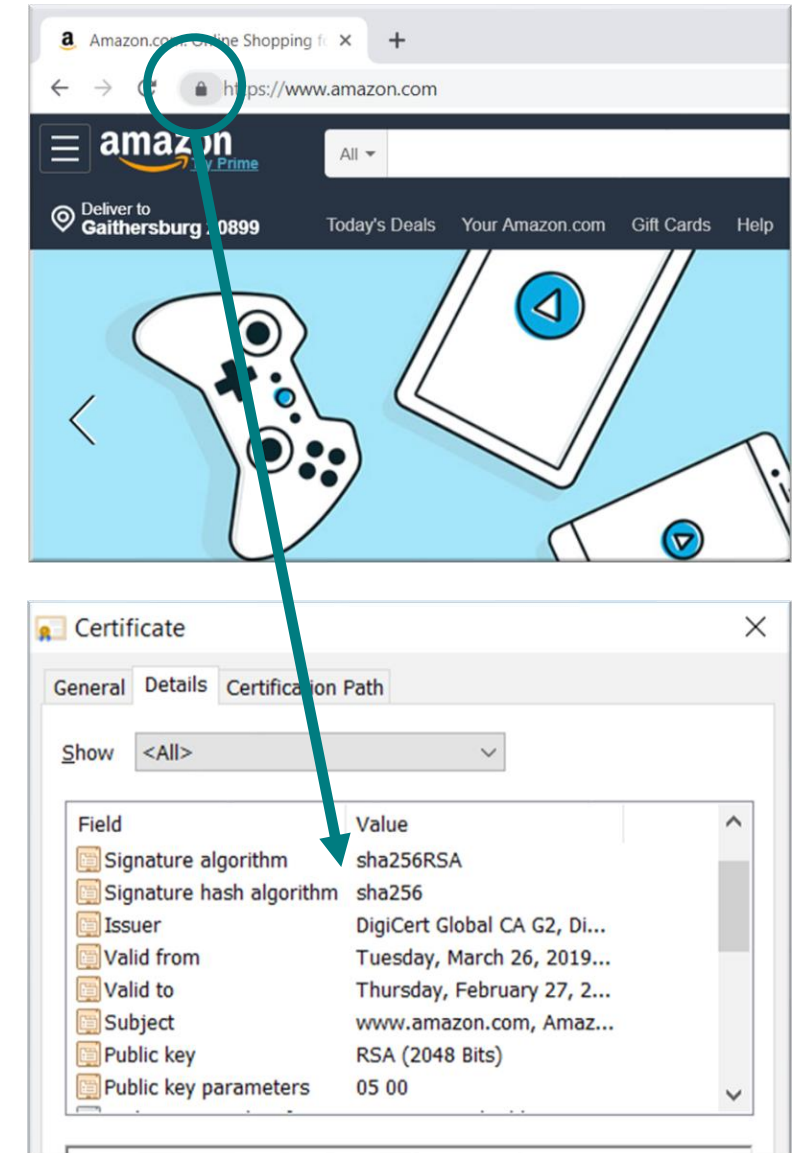 a Amazon.com: Online Shopping fo
https://www.amazon.com
amazon
Try Prime
All
Deliver to
Gaithersburg 20899
Today's Deals Your Amazon.com Gift Cards Help
Certificate
General Details Certification Path
Show <All>
Field Value
Signature algorithm sha256RSA
Signature hash algorithm sha256
Issuer DigiCert Global CA G2, Di...
Valid from Tuesday, March 26, 2019...
Valid to Thursday, February 27, 2...
Subject www.amazon.com, Amaz...
Public key RSA (2048 Bits)
Public key parameters 05 00